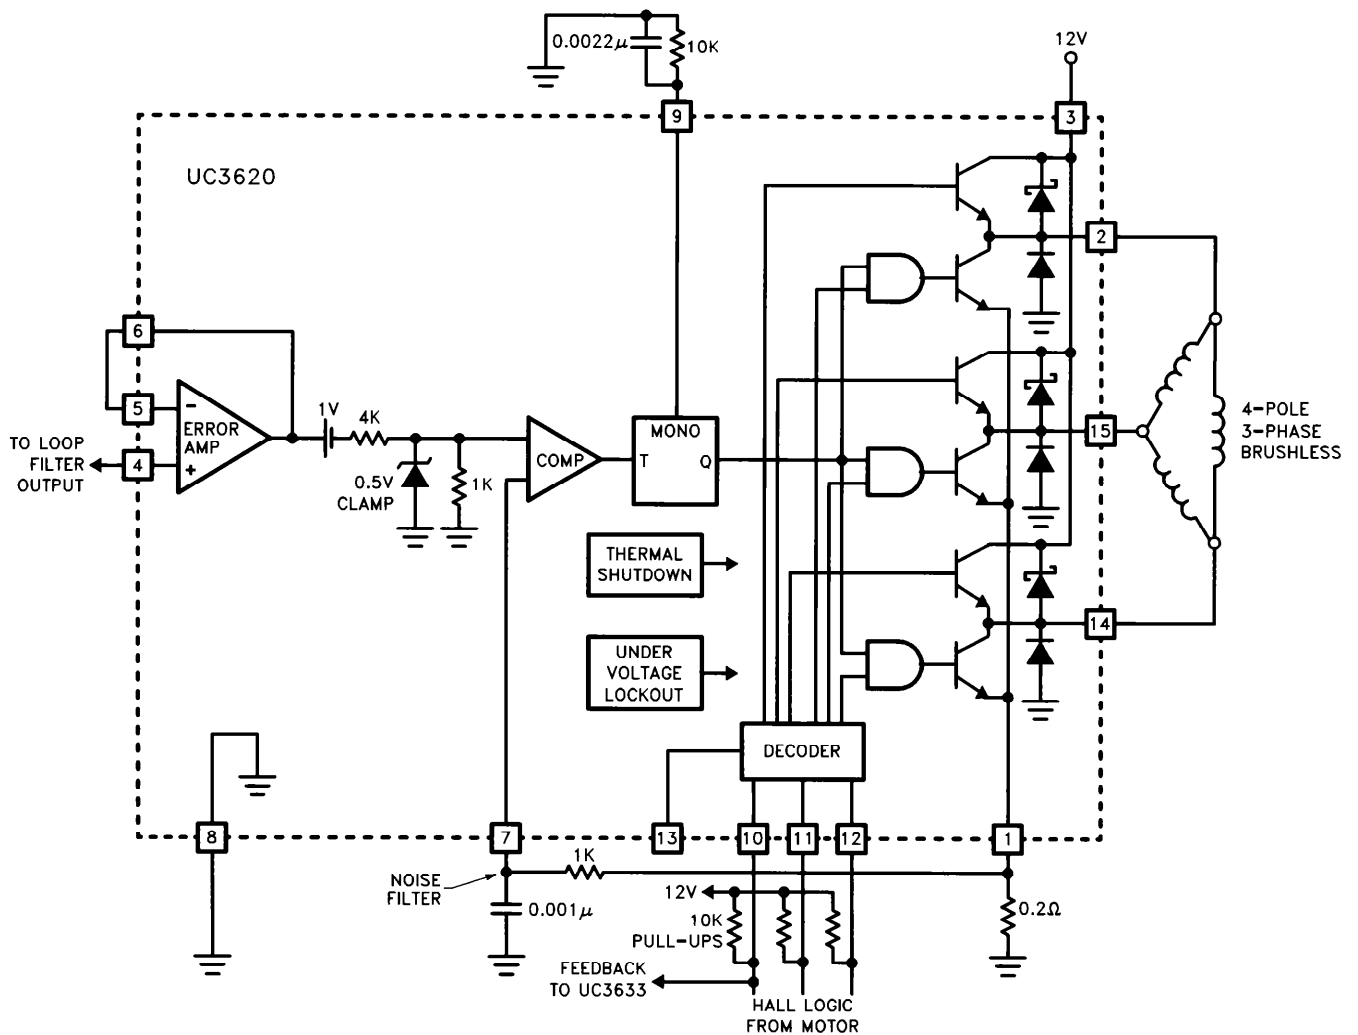 0.0022μ
10K
12V
9
3
UC3620
2
6
1V
5
-
ERROR
AMP
+
4K
TO LOOP
FILTER
OUTPUT
4
0.5V
CLAMP
1K
COMP
MONO
T
Q
15
4-POLE
3-PHASE
BRUSHLESS
THERMAL
SHUTDOWN
14
UNDER
VOLTAGE
LOCKOUT
DECODER
8
7
13
10
11
12
1
1K
NOISE
FILTER
0.001μ
12V
10K
PULL-UPS
0.2Ω
FEEDBACK
TO UC3633
HALL LOGIC
FROM MOTOR